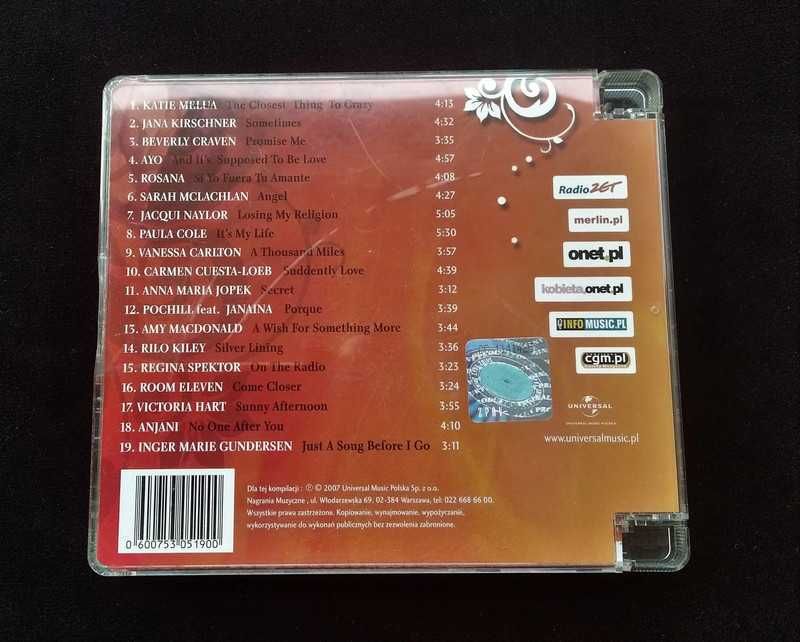 1. KATIE MELUA The Closest Thing To Crazy 4:13
2. JANA KIRSCHNER Sometimes 4:32
3. BEVERLY CRAVEN Promise Me 3:35
4. AYO And It's Supposed To Be Love 4:57
5. ROSANA Si Yo Fuera Tu Amante 4:08
6. SARAH MCLACHLAN Angel 4:27
7. JACQUI NAYLOR Losing My Religion 5:05
8. PAULA COLE It's My Life 5:30
9. VANESSA CARLTON A Thousand Miles 3:57
10. CARMEN CUESTA-LOEB Suddenly Love 4:39
11. ANNA MARIA JOPEK Secret 3:12
12. POCHILL feat. JANAINA Porque 3:39
13. AMY MACDONALD A Wish For Something More 3:44
14. RILO KILEY Silver Lining 3:36
15. REGINA SPEKTOR On The Radio 3:23
16. ROOM ELEVEN Come Closer 3:24
17. VICTORIA HART Sunny Afternoon 3:55
18. ANJANI No One After You 4:10
19. INGER MARIE GUNDERSEN Just A Song Before I Go 3:11
Radio ZET
merlin.pl
onet.pl
kobieta.onet.pl
INFOMUSIC.PL
cgm.pl
UNIVERSAL
UNIVERSAL MUSIC POLSKA
www.universalmusic.pl
Dla tej kompilacji : ℗ © 2007 Universal Music Polska Sp. z o.o.
Nagrania Muzyczne , ul. Włodarzewska 69, 02-384 Warszawa, tel: 022 668 66 00.
Wszystkie prawa zastrzeżone. Kopiowanie, wynajmowanie, wypożyczanie,
wykorzystywanie do wykonań publicznych bez zezwolenia zabronione.
0 600753 051900